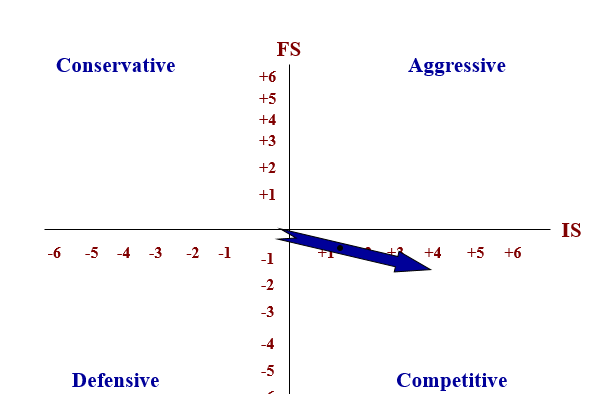 FS
Conservative Aggressive
+6
+5
+4
+3
+2
+1
IS
-6 -5 -4 -3 -2 -1 +1 +3 +4 +5 +6
-1
-2
-3
-4
-5
Defensive Competitive